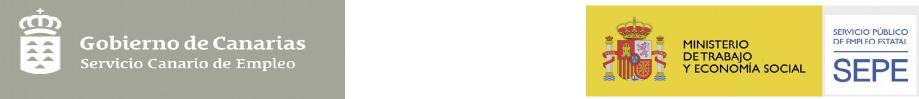 Gobierno de Canarias
Servicio Canario de Empleo
MINISTERIO
DE TRABAJO
Y ECONOMÍA SOCIAL
SERVICIO PÚBLICO
DE EMPLEO ESTATAL
SEPE